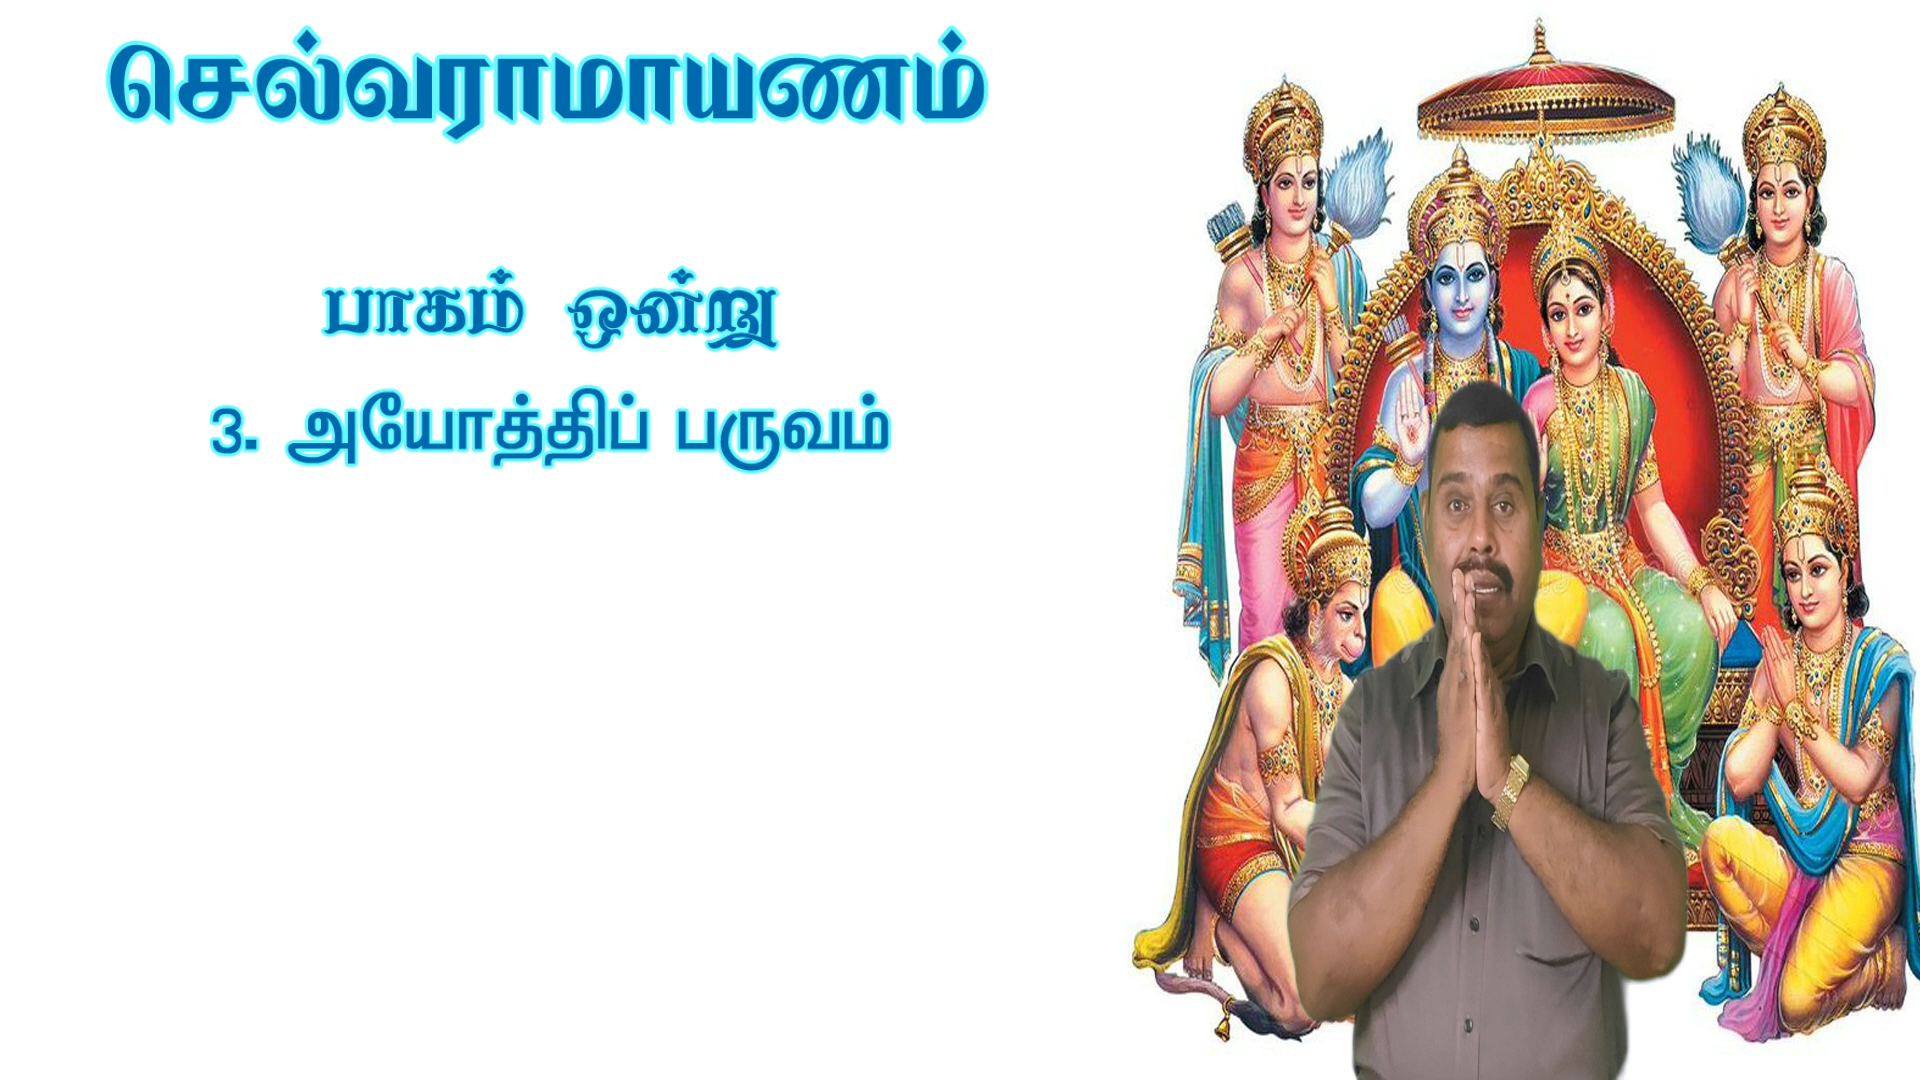 செல்வராமாயணம்
பாகம் ஒன்று
3. அயோத்திப் பருவம்